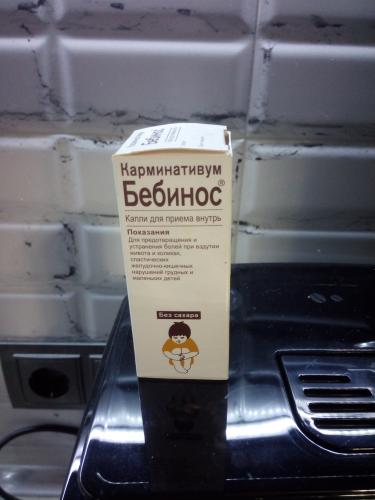 Карминативум
Бебинос®
Капли для приема внутрь
Показания
Для предотвращения и
устранения болей при вздутии
живота и коликах,
спастических
желудочно-кишечных
нарушений грудных и
маленьких детей
Без сахара